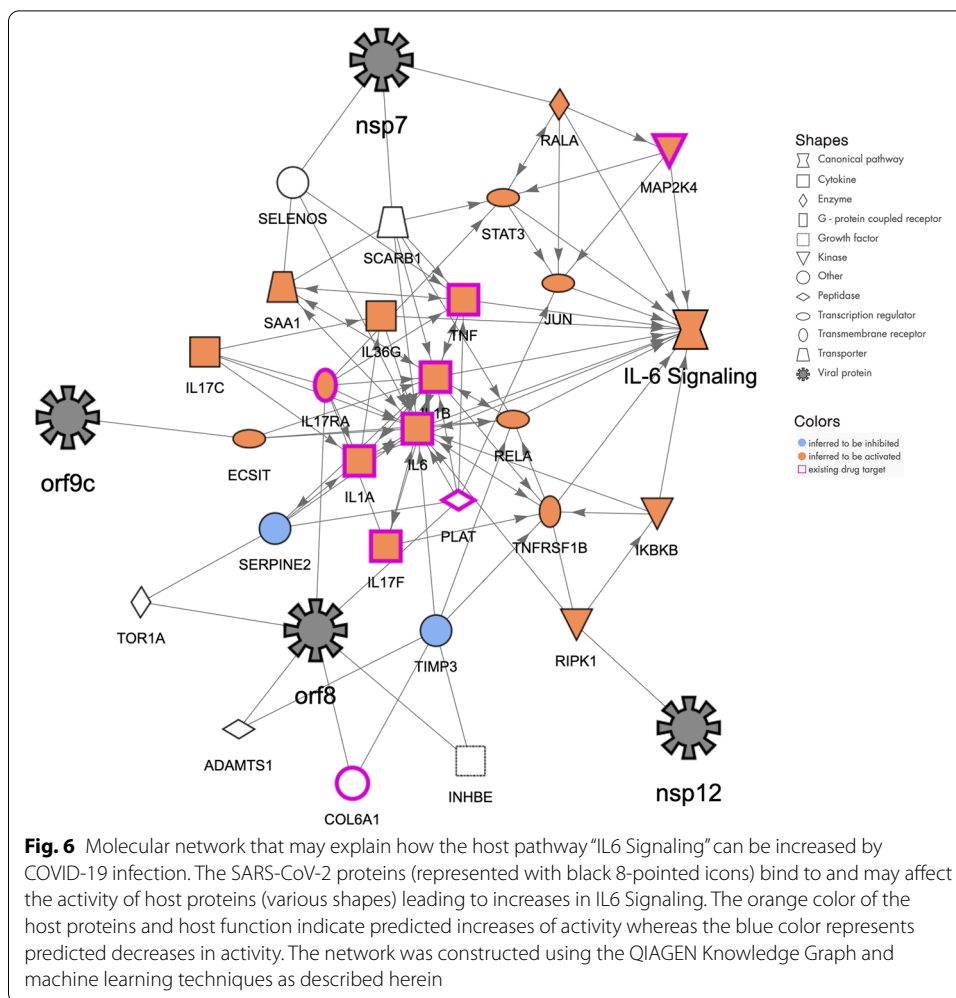 nsp7
RALA
MAP2K4
SELENOS
STAT3
SCARB1
SAA1
TNF
JUN
IL36G
IL17C
IL-6 Signaling
IL1B
IL17RA
orf9c
ECSIT
IL6
RELA
IL1A
PLAT
SERPINE2
TNFRSF1B
IKBKB
IL17F
TOR1A
TIMP3
RIPK1
orf8
ADAMTS1
INHBE
COL6A1
nsp12
Shapes
Canonical pathway
Cytokine
Enzyme
G - protein coupled receptor
Growth factor
Kinase
Other
Peptidase
Transcription regulator
Transmembrane receptor
Transporter
Viral protein
Colors
inferred to be inhibited
inferred to be activated
existing drug target
Fig. 6 Molecular network that may explain how the host pathway “IL6 Signaling” can be increased by
COVID-19 infection. The SARS-CoV-2 proteins (represented with black 8-pointed icons) bind to and may affect
the activity of host proteins (various shapes) leading to increases in IL6 Signaling. The orange color of the
host proteins and host function indicate predicted increases of activity whereas the blue color represents
predicted decreases in activity. The network was constructed using the QIAGEN Knowledge Graph and
machine learning techniques as described herein